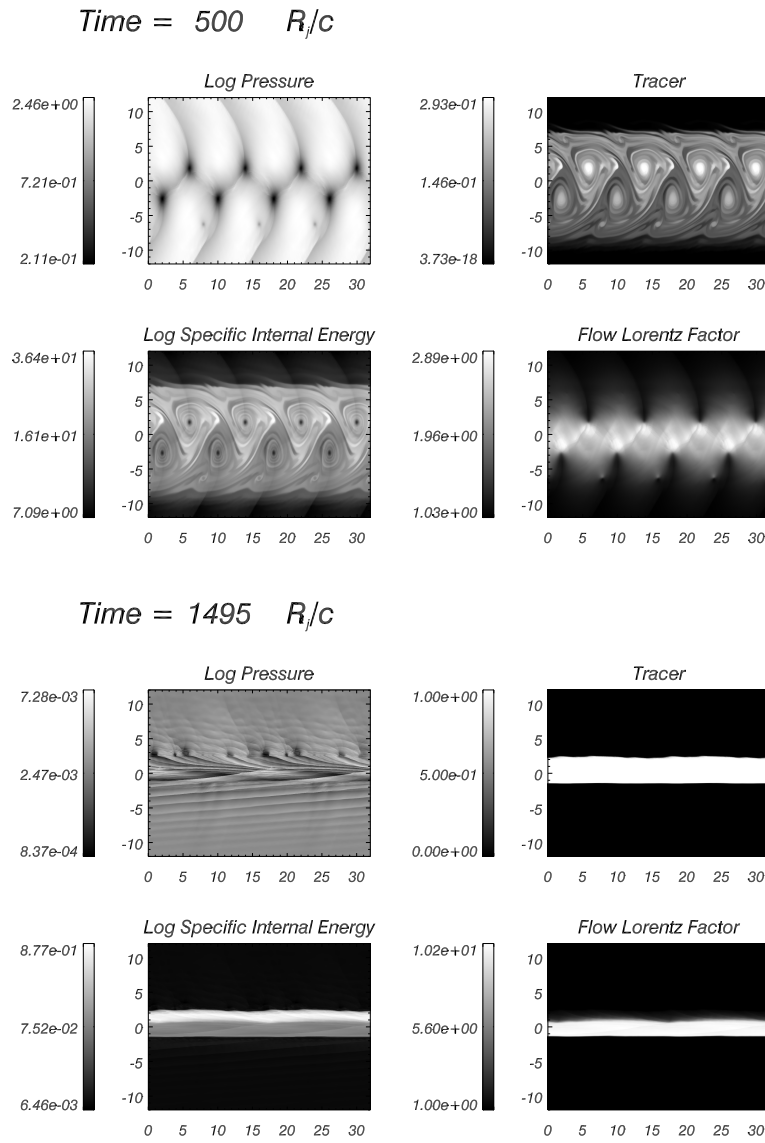 Time = 500 Rj/c
Log Pressure Tracer
2.46e+00 10 2.93e-01 10
5 5
7.21e-01 0 1.46e-01 0
-5 -5
2.11e-01 -10 3.73e-18 -10
0 5 10 15 20 25 30 0 5 10 15 20 25 30
Log Specific Internal Energy Flow Lorentz Factor
3.64e+01 10 2.89e+00 10
5 5
1.61e+01 0 1.96e+00 0
-5 -5
7.09e+00 -10 1.03e+00 -10
0 5 10 15 20 25 30 0 5 10 15 20 25 30
Time = 1495 Rj/c
Log Pressure Tracer
7.28e-03 10 1.00e+00 10
5 5
2.47e-03 0 5.00e-01 0
-5 -5
8.37e-04 -10 0.00e+00 -10
0 5 10 15 20 25 30 0 5 10 15 20 25 30
Log Specific Internal Energy Flow Lorentz Factor
8.77e-01 10 1.02e+01 10
5 5
7.52e-02 0 5.60e+00 0
-5 -5
6.46e-03 -10 1.00e+00 -10
0 5 10 15 20 25 30 0 5 10 15 20 25 30